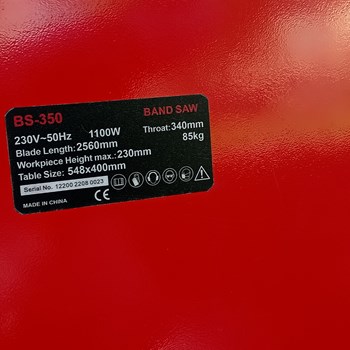 BS-350 BAND SAW
230V~50Hz 1100W Throat:340mm
Blade Length:2560mm 85kg
Workpiece Height max.:230mm
Table Size: 548x400mm
Serial No.: 12200 2208 0023
MADE IN CHINA CE